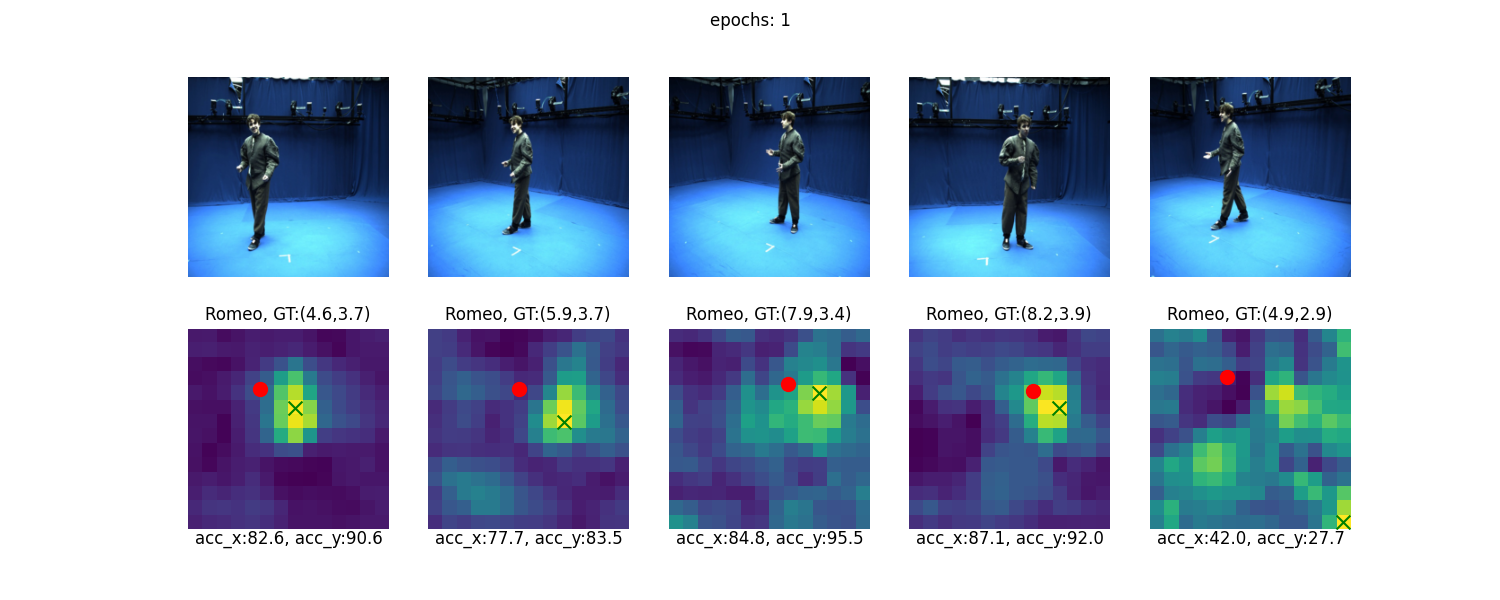 epochs: 1
Romeo, GT:(4.6,3.7)
Romeo, GT:(5.9,3.7)
Romeo, GT:(7.9,3.4)
Romeo, GT:(8.2,3.9)
Romeo, GT:(4.9,2.9)
acc_x:82.6, acc_y:90.6
acc_x:77.7, acc_y:83.5
acc_x:84.8, acc_y:95.5
acc_x:87.1, acc_y:92.0
acc_x:42.0, acc_y:27.7